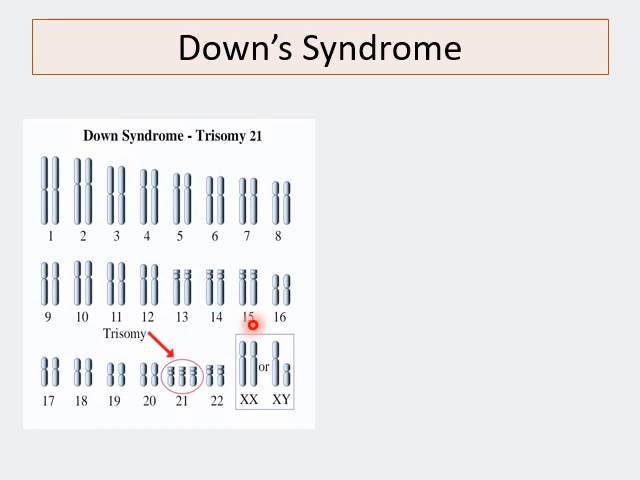 Down’s Syndrome
Down Syndrome - Trisomy 21
1 2 3 4 5 6 7 8
9 10 11 12 13 14 15 16
Trisomy
or
17 18 19 20 21 22 XX XY